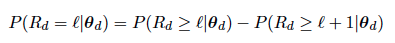 P(R_d = ℓ|θ_d) = P(R_d ≥ ℓ|θ_d) − P(R_d ≥ ℓ + 1|θ_d)